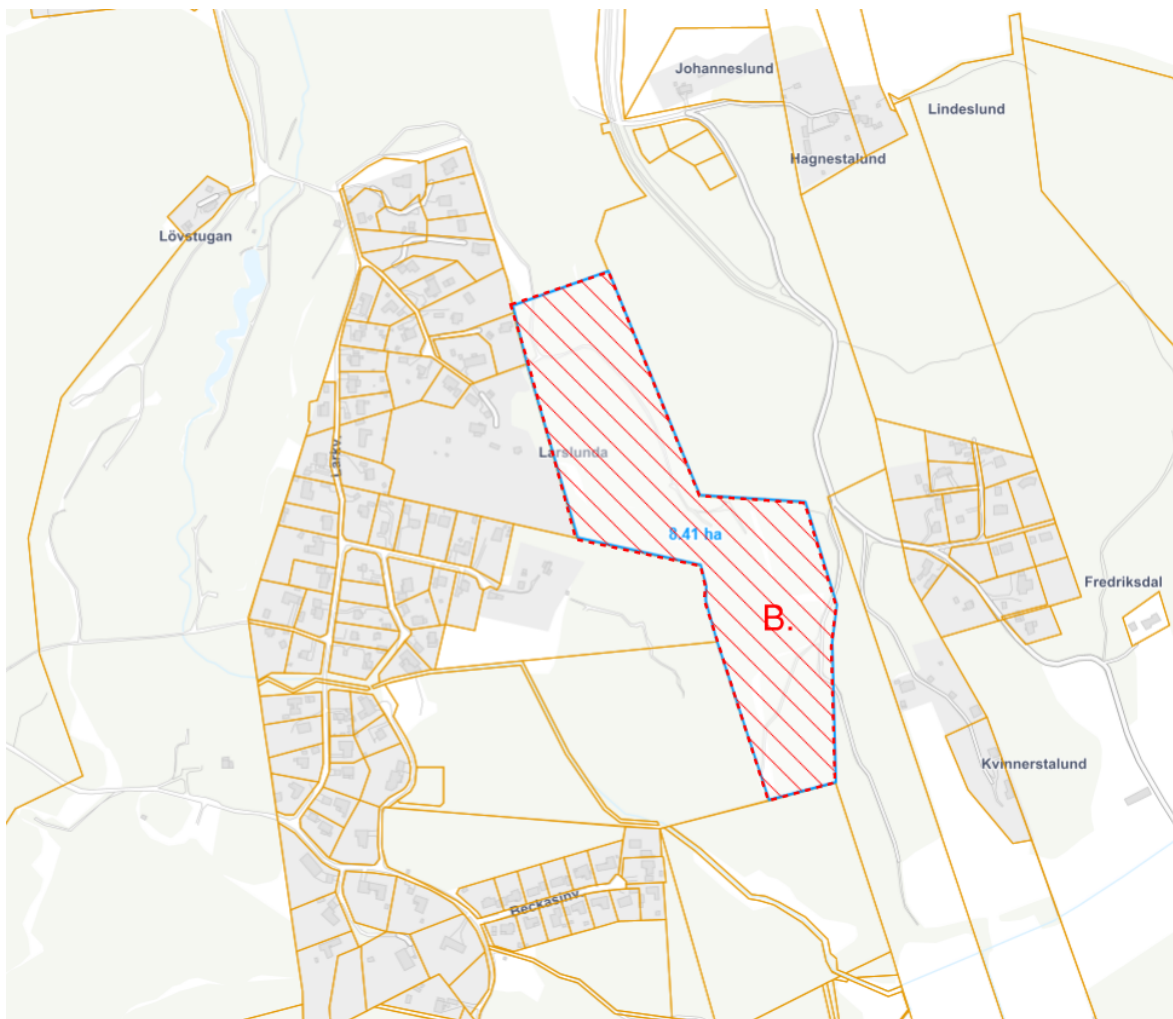 Johanneslund
Lindeslund
Hagnestalund
Lövstugan
Larkv.
Larslunda
8.41 ha
Fredriksdal
B.
Kvinnerstalund
Beckasinv.